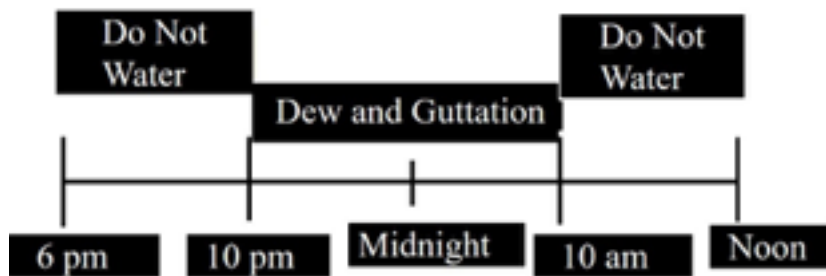 Do Not
Water
Do Not
Water
Dew and Guttation
6 pm
10 pm
Midnight
10 am
Noon